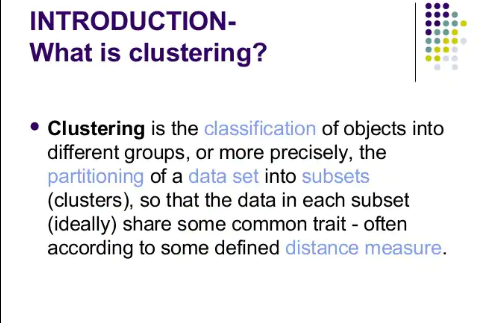 INTRODUCTION-
What is clustering?
Clustering is the classification of objects into
different groups, or more precisely, the
partitioning of a data set into subsets
(clusters), so that the data in each subset
(ideally) share some common trait - often
according to some defined distance measure.